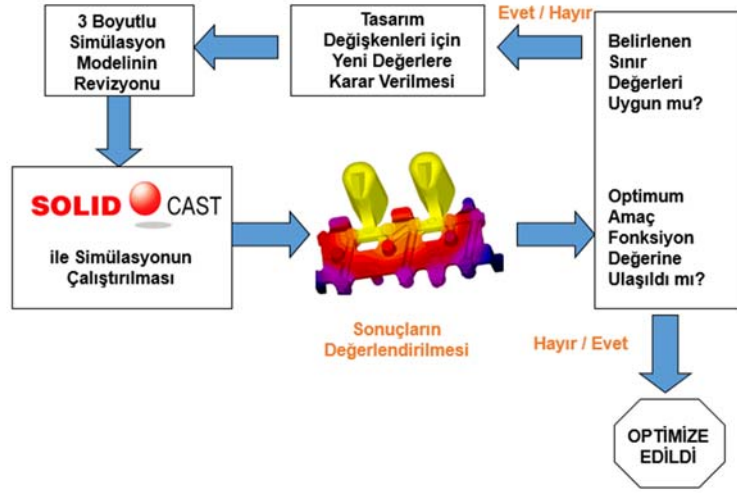 3 Boyutlu
Simülasyon
Modelinin
Revizyonu
Tasarım
Değişkenleri için
Yeni Değerlere
Karar Verilmesi
Evet / Hayır
Belirlenen
Sınır
Değerleri
Uygun mu?
SOLID CAST
ile Simülasyonun
Çalıştırılması
Sonuçların
Değerlendirilmesi
Optimum
Amaç
Fonksiyon
Değerine
Ulaşıldı mı?
Hayır / Evet
OPTİMİZE
EDİLDİ